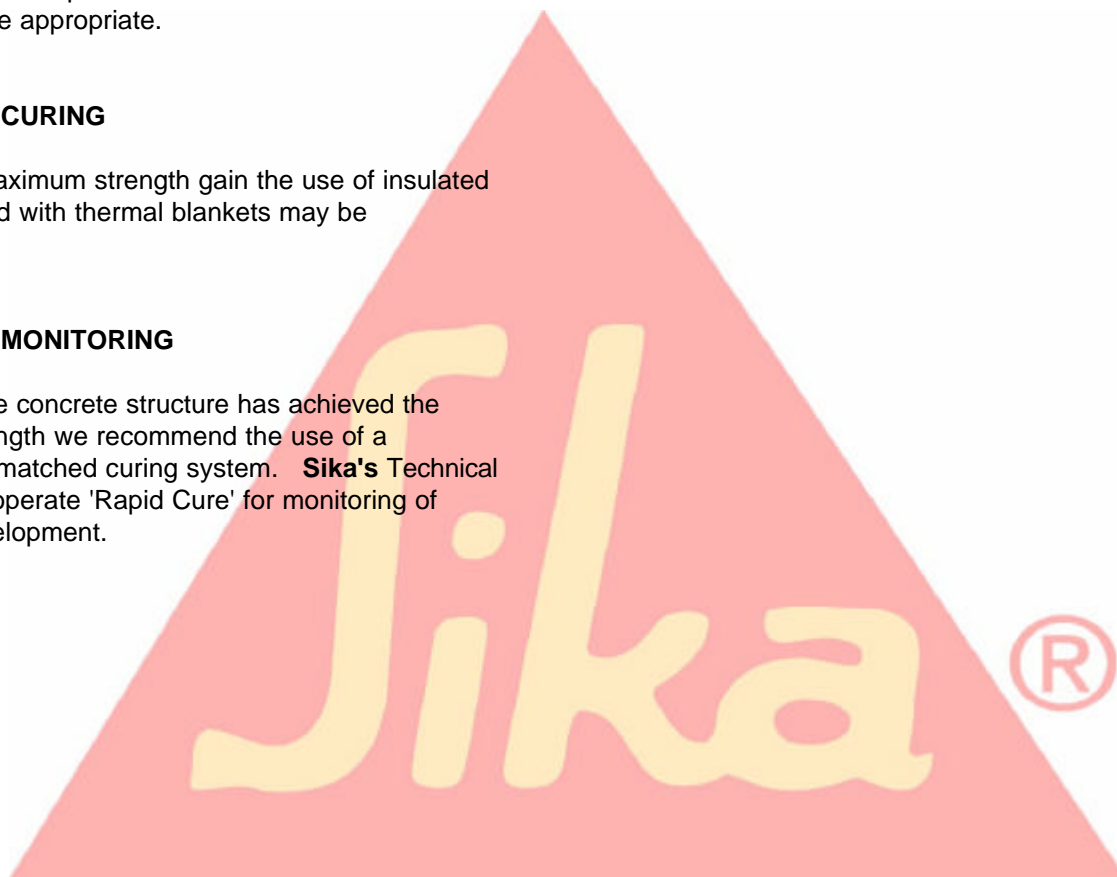 e appropriate.
CURING
aximum strength gain the use of insulated
d with thermal blankets may be
MONITORING
e concrete structure has achieved the
ngth we recommend the use of a
matched curing system. Sika's Technical
operate 'Rapid Cure' for monitoring of
elopment.
Sika ®